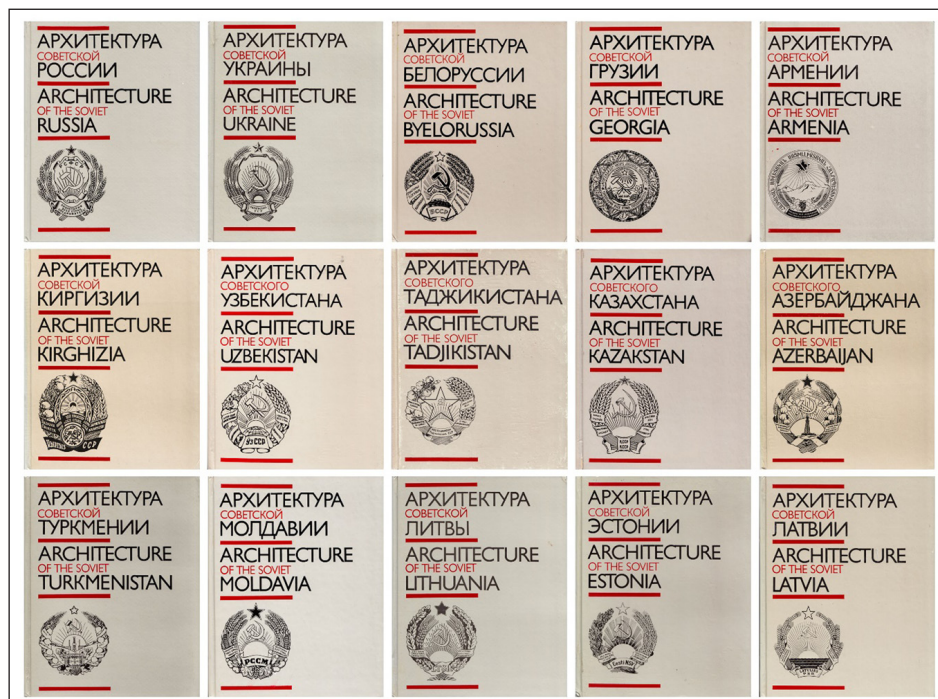 АРХИТЕКТУРА
СОВЕТСКОЙ
РОССИИ
ARCHITECTURE
OF THE SOVIET
RUSSIA
АРХИТЕКТУРА
СОВЕТСКОЙ
УКРАИНЫ
ARCHITECTURE
OF THE SOVIET
UKRAINE
АРХИТЕКТУРА
СОВЕТСКОЙ
БЕЛОРУССИИ
ARCHITECTURE
OF THE SOVIET
BYELORUSSIA
БССР
АРХИТЕКТУРА
СОВЕТСКОЙ
ГРУЗИИ
ARCHITECTURE
OF THE SOVIET
GEORGIA
АРХИТЕКТУРА
СОВЕТСКОЙ
АРМЕНИИ
ARCHITECTURE
OF THE SOVIET
ARMENIA
АРХИТЕКТУРА
СОВЕТСКОЙ
КИРГИЗИИ
ARCHITECTURE
OF THE SOVIET
KIRGHIZIA
ССР
АРХИТЕКТУРА
СОВЕТСКОГО
УЗБЕКИСТАНА
ARCHITECTURE
OF THE SOVIET
UZBEKISTAN
УзССР
АРХИТЕКТУРА
СОВЕТСКОГО
ТАДЖИКИСТАНА
ARCHITECTURE
OF THE SOVIET
TADJIKISTAN
АРХИТЕКТУРА
СОВЕТСКОГО
КАЗАХСТАНА
ARCHITECTURE
OF THE SOVIET
KAZAKSTAN
АРХИТЕКТУРА
СОВЕТСКОГО
АЗЕРБАЙДЖАНА
ARCHITECTURE
OF THE SOVIET
AZERBAIJAN
АРХИТЕКТУРА
СОВЕТСКОЙ
ТУРКМЕНИИ
ARCHITECTURE
OF THE SOVIET
TURKMENISTAN
АРХИТЕКТУРА
СОВЕТСКОЙ
МОЛДАВИИ
ARCHITECTURE
OF THE SOVIET
MOLDAVIA
РССМ
АРХИТЕКТУРА
СОВЕТСКОЙ
ЛИТВЫ
ARCHITECTURE
OF THE SOVIET
LITHUANIA
АРХИТЕКТУРА
СОВЕТСКОЙ
ЭСТОНИИ
ARCHITECTURE
OF THE SOVIET
ESTONIA
Eesti NSV
АРХИТЕКТУРА
СОВЕТСКОЙ
ЛАТВИИ
ARCHITECTURE
OF THE SOVIET
LATVIA